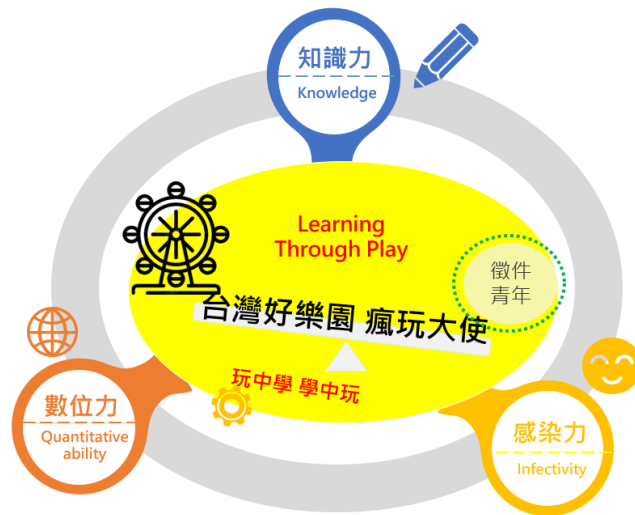 知識力
Knowledge
Learning
Through Play
徵件
青年
台灣好樂園 瘋玩大使
玩中學 學中玩
數位力
Quantitative
ability
感染力
Infectivity